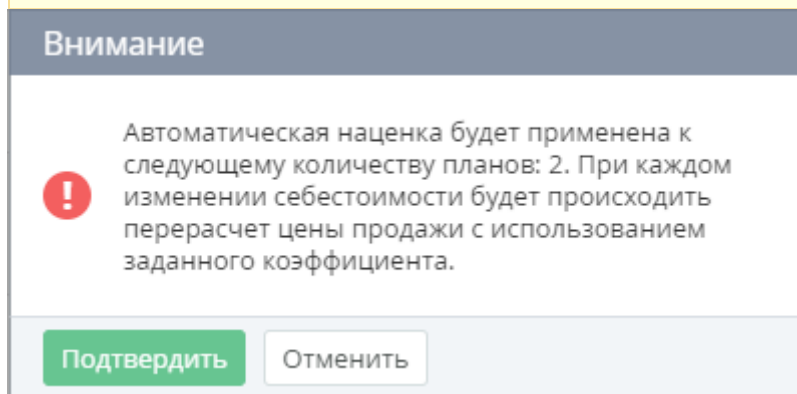 Внимание
Автоматическая наценка будет применена к
следующему количеству планов: 2. При каждом
изменении себестоимости будет происходить
перерасчет цены продажи с использованием
заданного коэффициента.
Подтвердить Отменить